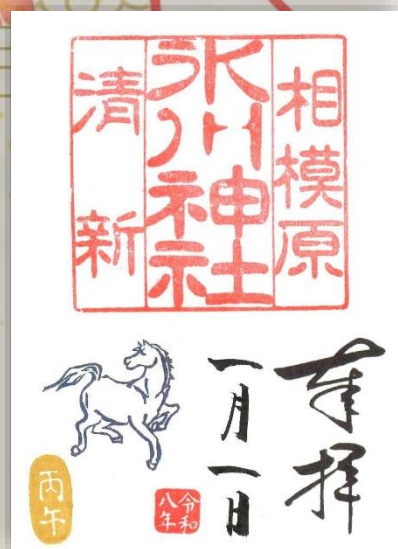 相模原
氷川神社
清新
奉拝
一月一日
令和
八年
丙午